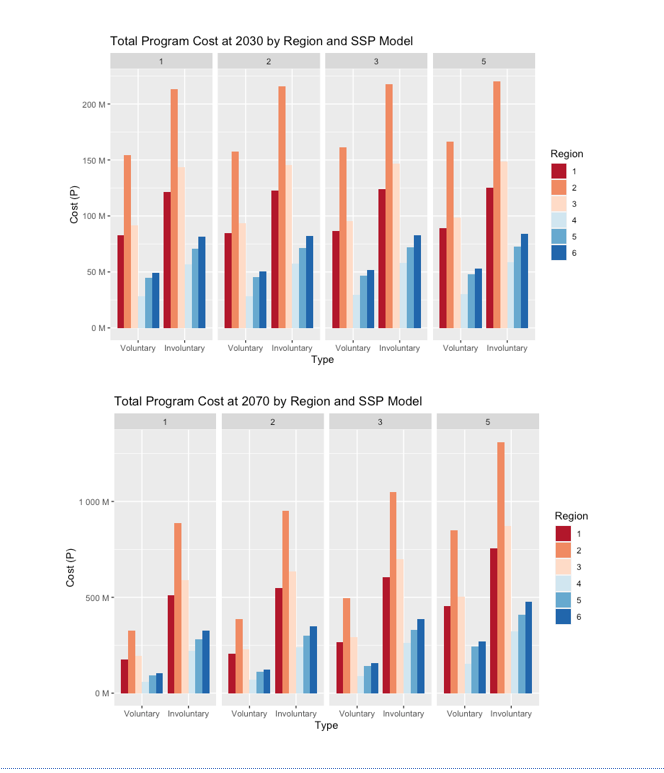 Total Program Cost at 2030 by Region and SSP Model
1 2 3 5
200 M
150 M
100 M
50 M
0 M
Cost (P)
Voluntary Involuntary Voluntary Involuntary Voluntary Involuntary Voluntary Involuntary
Type
Region
1
2
3
4
5
6
Total Program Cost at 2070 by Region and SSP Model
1 2 3 5
1 000 M
500 M
0 M
Cost (P)
Voluntary Involuntary Voluntary Involuntary Voluntary Involuntary Voluntary Involuntary
Type
Region
1
2
3
4
5
6